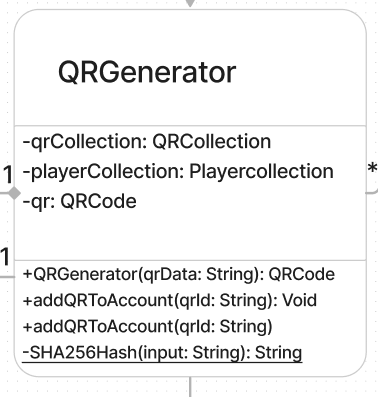 QRGenerator
-qrCollection: QRCollection
-playerCollection: Playercollection
1
*
-qr: QRCode
1
+QRGenerator(qrData: String): QRCode
+addQRToAccount(qrId: String): Void
+addQRToAccount(qrId: String)
-SHA256Hash(input: String): String